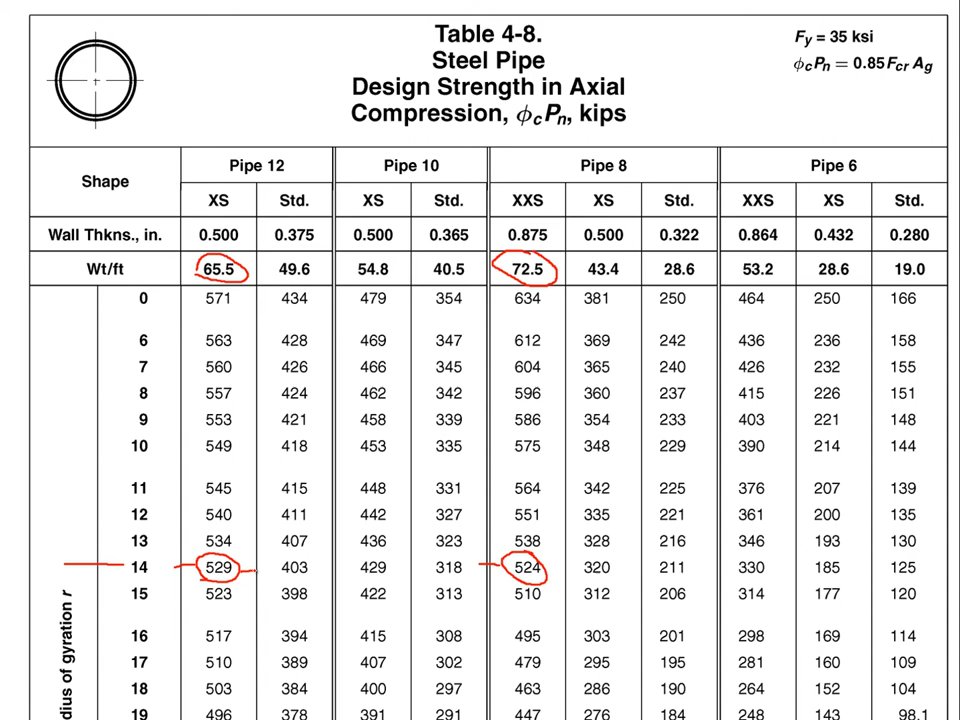 Table 4-8.
Steel Pipe
Design Strength in Axial
Compression, ϕcPn, kips
Fy = 35 ksi
ϕcPn = 0.85FcrAg
Shape Pipe 12 Pipe 10 Pipe 8 Pipe 6
XS Std. XS Std. XXS XS Std. XXS XS Std.
Wall Thkns., in. 0.500 0.375 0.500 0.365 0.875 0.500 0.322 0.864 0.432 0.280
Wt/ft 65.5 49.6 54.8 40.5 72.5 43.4 28.6 53.2 28.6 19.0
0 571 434 479 354 634 381 250 464 250 166
6 563 428 469 347 612 369 242 436 236 158
7 560 426 466 345 604 365 240 426 232 155
8 557 424 462 342 596 360 237 415 226 151
9 553 421 458 339 586 354 233 403 221 148
10 549 418 453 335 575 348 229 390 214 144
11 545 415 448 331 564 342 225 376 207 139
12 540 411 442 327 551 335 221 361 200 135
13 534 407 436 323 538 328 216 346 193 130
14 529 403 429 318 524 320 211 330 185 125
15 523 398 422 313 510 312 206 314 177 120
16 517 394 415 308 495 303 201 298 169 114
17 510 389 407 302 479 295 195 281 160 109
18 503 384 400 297 463 286 190 264 152 104
19 496 378 391 291 447 276 184 248 143 98.1
dius of gyration r